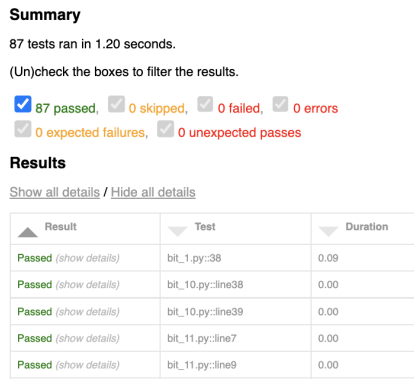 Summary
87 tests ran in 1.20 seconds.
(Un)check the boxes to filter the results.
87 passed, 0 skipped, 0 failed, 0 errors
0 expected failures, 0 unexpected passes
Results
Show all details / Hide all details
Result Test Duration
Passed (show details) bit_1.py::38 0.09
Passed (show details) bit_10.py::line38 0.00
Passed (show details) bit_10.py::line39 0.00
Passed (show details) bit_11.py::line7 0.00
Passed (show details) bit_11.py::line9 0.00